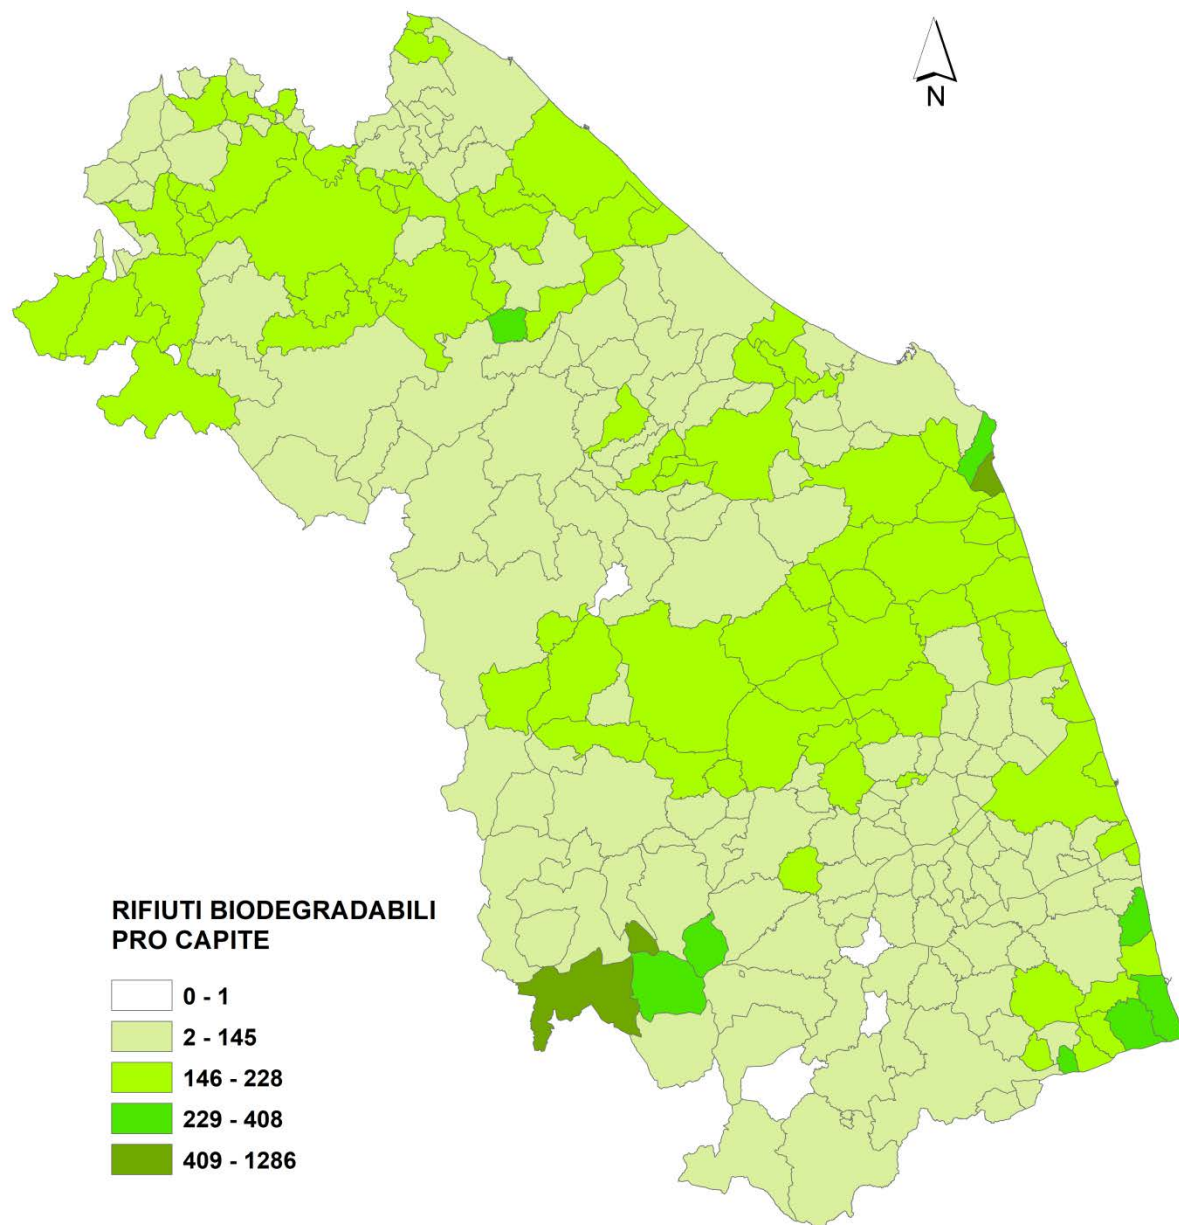 N
RIFIUTI BIODEGRADABILI
PRO CAPITE
0 - 1
2 - 145
146 - 228
229 - 408
409 - 1286